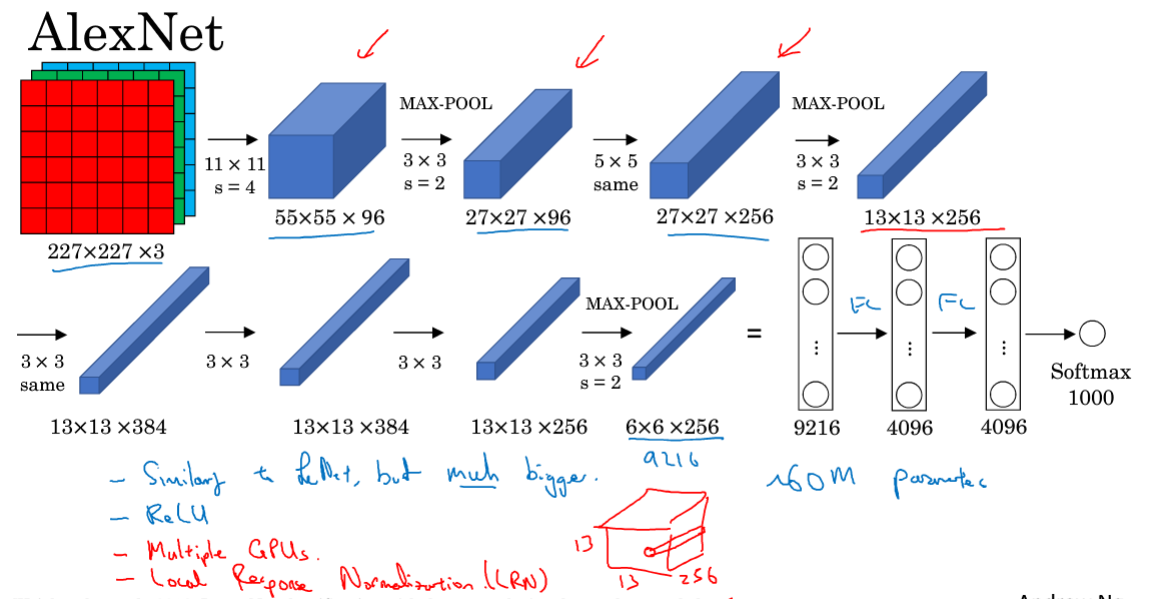 AlexNet
MAX-POOL
MAX-POOL
11 × 11
s = 4
3 × 3
s = 2
5 × 5
same
3 × 3
s = 2
227×227 ×3
55×55 × 96
27×27 ×96
27×27 ×256
13×13 ×256
3 × 3
same
3 × 3
3 × 3
MAX-POOL
3 × 3
s = 2
=
FC
FC
Softmax
1000
13×13 ×384
13×13 ×384
13×13 ×256
6×6 ×256
9216
4096
4096
9216
- Similar to LeNet, but much bigger.
~60M parameters
- ReLU
- Multiple GPUs.
- Local Response Normalization (LRN)
13
13
256